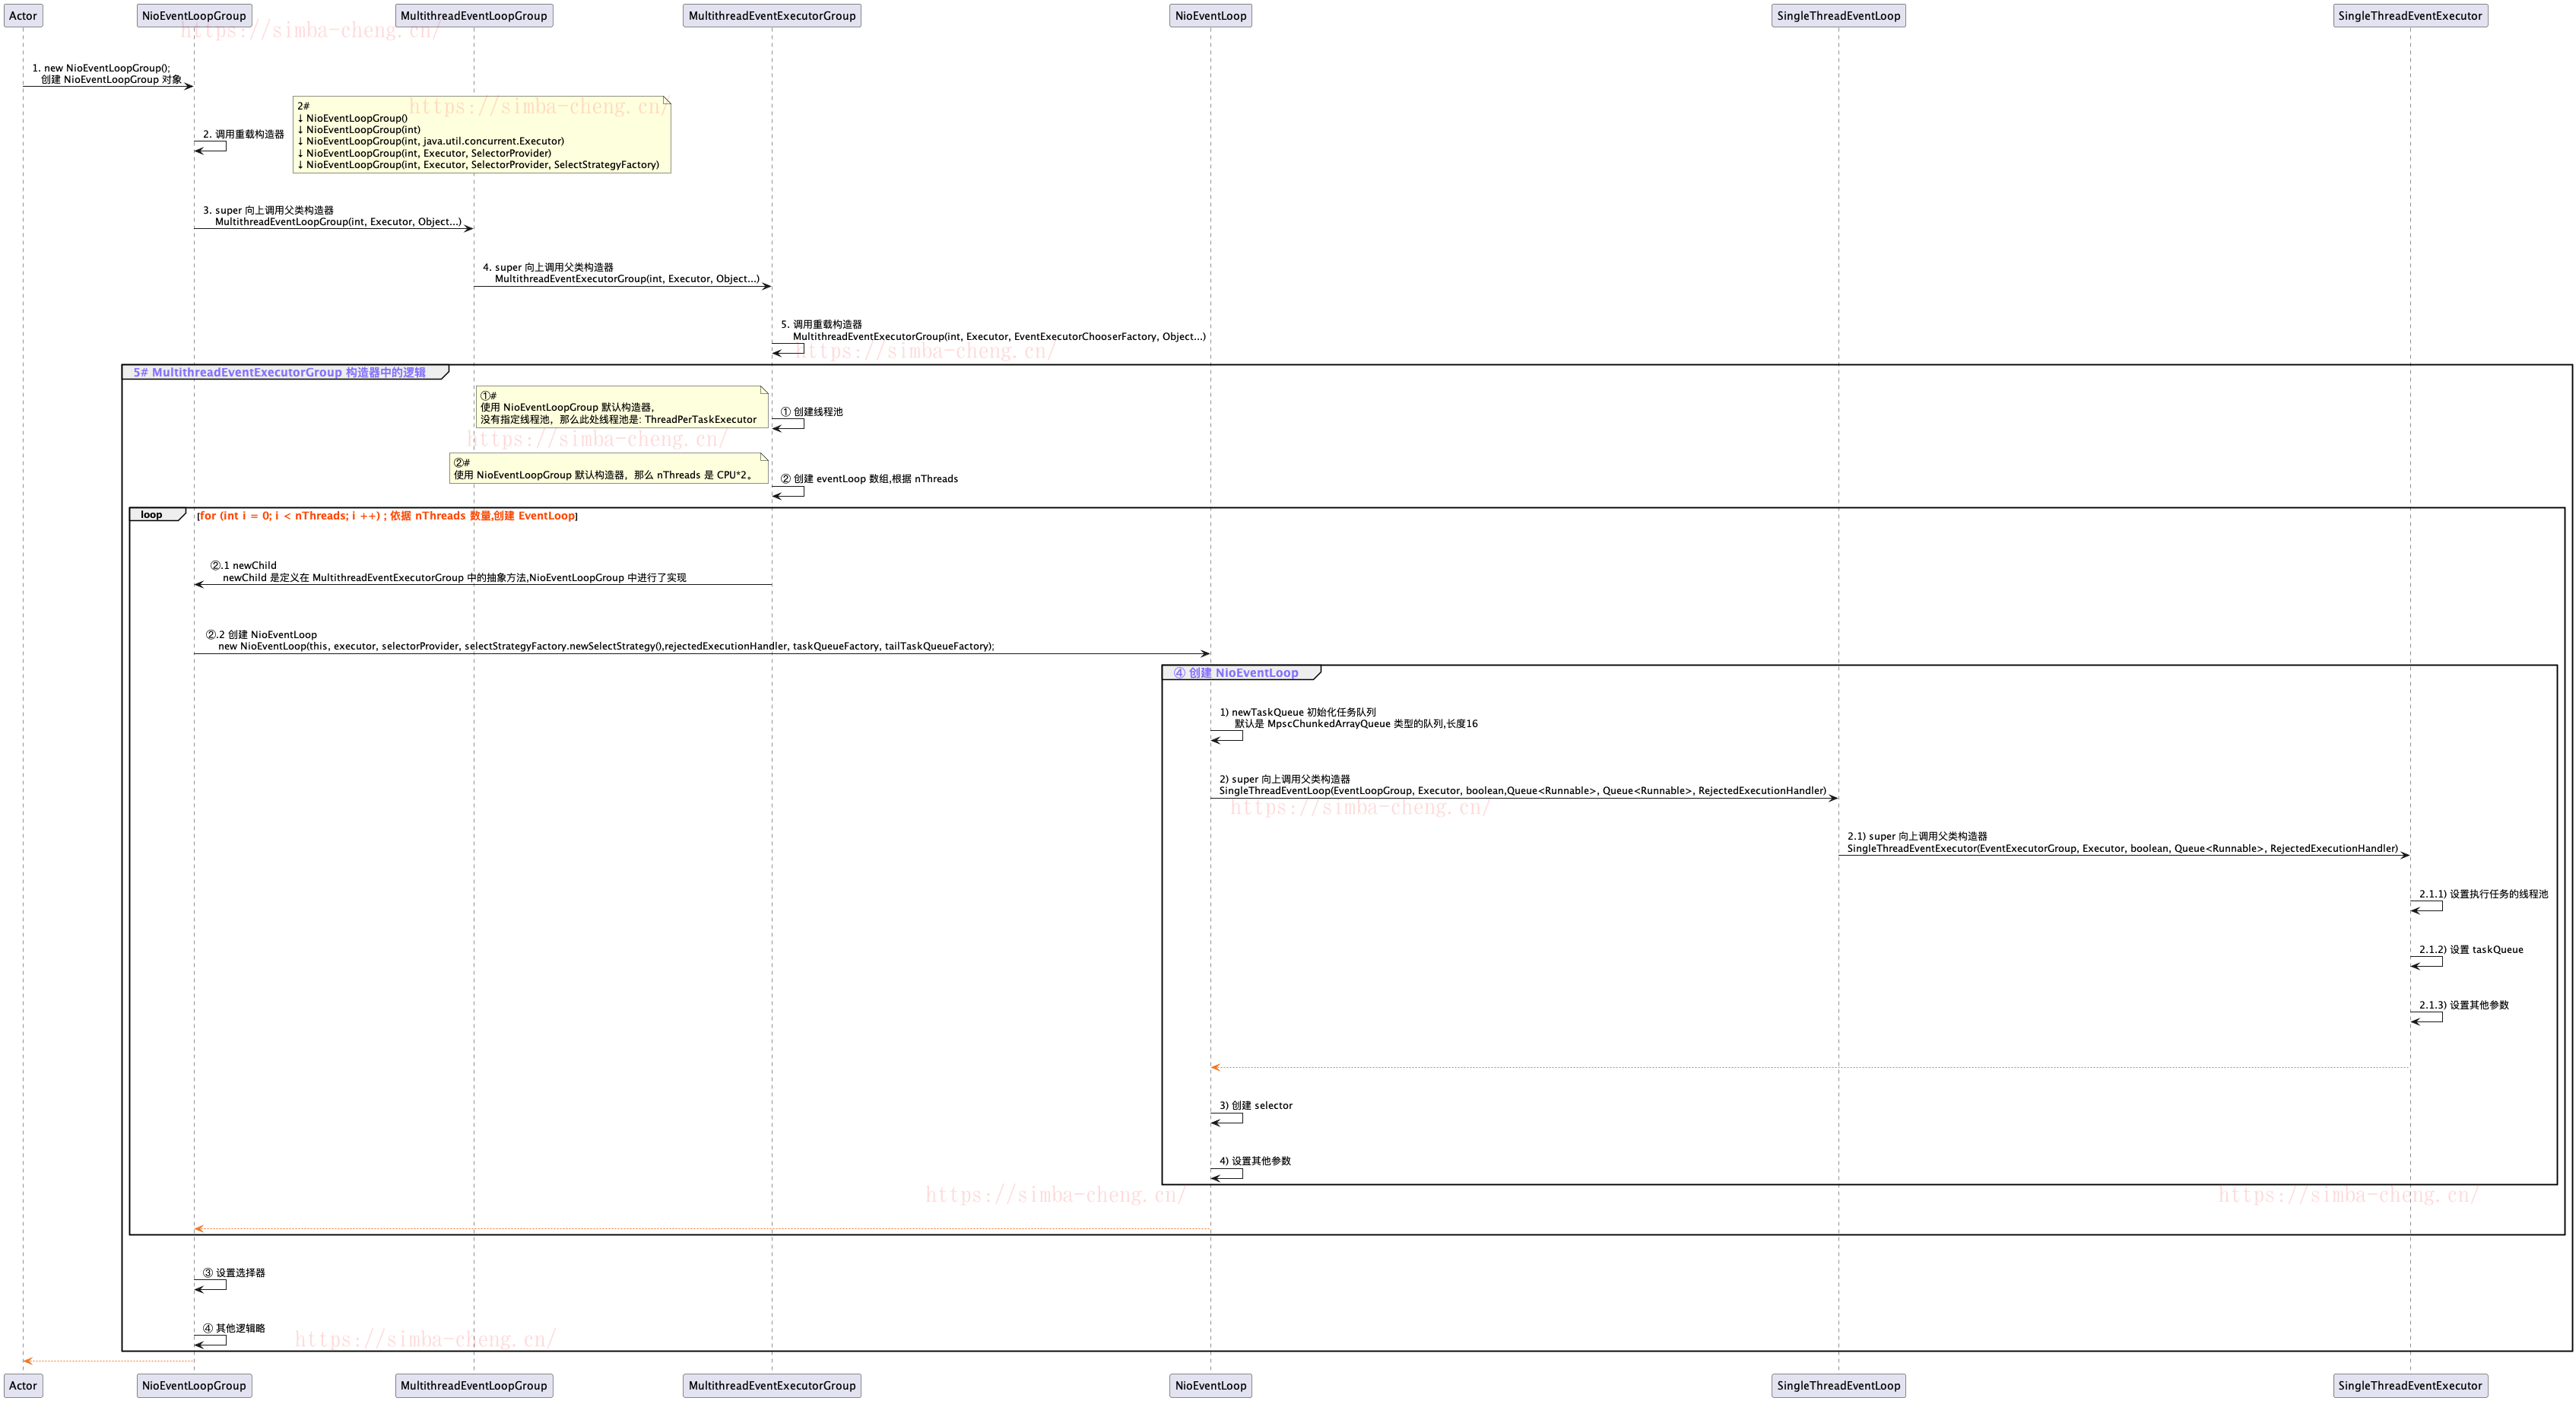 Actor
NioEventLoopGroup
MultithreadEventLoopGroup
MultithreadEventExecutorGroup
NioEventLoop
SingleThreadEventLoop
SingleThreadEventExecutor
https://simba-cheng.cn/
1. new NioEventLoopGroup();
创建 NioEventLoopGroup 对象
https://simba-cheng.cn/
2#
↓ NioEventLoopGroup()
↓ NioEventLoopGroup(int)
2. 调用重载构造器
↓ NioEventLoopGroup(int, java.util.concurrent.Executor)
↓ NioEventLoopGroup(int, Executor, SelectorProvider)
↓ NioEventLoopGroup(int, Executor, SelectorProvider, SelectStrategyFactory)
3. super 向上调用父类构造器
MultithreadEventLoopGroup(int, Executor, Object...)
4. super 向上调用父类构造器
MultithreadEventExecutorGroup(int, Executor, Object...)
5. 调用重载构造器
MultithreadEventExecutorGroup(int, Executor, EventExecutorChooserFactory, Object...)
https://simba-cheng.cn/
5# MultithreadEventExecutorGroup 构造器中的逻辑
①#
使用 NioEventLoopGroup 默认构造器，
没有指定线程池，那么此处线程池是: ThreadPerTaskExecutor
① 创建线程池
https://simba-cheng.cn/
②#
使用 NioEventLoopGroup 默认构造器，那么 nThreads 是 CPU*2。
② 创建 eventLoop 数组,根据 nThreads
loop
[for (int i = 0; i < nThreads; i ++) ; 依据 nThreads 数量,创建 EventLoop]
②.1 newChild
newChild 是定义在 MultithreadEventExecutorGroup 中的抽象方法,NioEventLoopGroup 中进行了实现
②.2 创建 NioEventLoop
new NioEventLoop(this, executor, selectorProvider, selectStrategyFactory.newSelectStrategy(),rejectedExecutionHandler, taskQueueFactory, tailTaskQueueFactory);
④ 创建 NioEventLoop
1) newTaskQueue 初始化任务队列
默认是 MpscChunkedArrayQueue 类型的队列,长度16
2) super 向上调用父类构造器
SingleThreadEventLoop(EventLoopGroup, Executor, boolean,Queue<Runnable>, Queue<Runnable>, RejectedExecutionHandler)
https://simba-cheng.cn/
2.1) super 向上调用父类构造器
SingleThreadEventExecutor(EventExecutorGroup, Executor, boolean, Queue<Runnable>, RejectedExecutionHandler)
2.1.1) 设置执行任务的线程池
2.1.2) 设置 taskQueue
2.1.3) 设置其他参数
3) 创建 selector
4) 设置其他参数
https://simba-cheng.cn/
https://simba-cheng.cn/
③ 设置选择器
④ 其他逻辑略
https://simba-cheng.cn/
Actor
NioEventLoopGroup
MultithreadEventLoopGroup
MultithreadEventExecutorGroup
NioEventLoop
SingleThreadEventLoop
SingleThreadEventExecutor